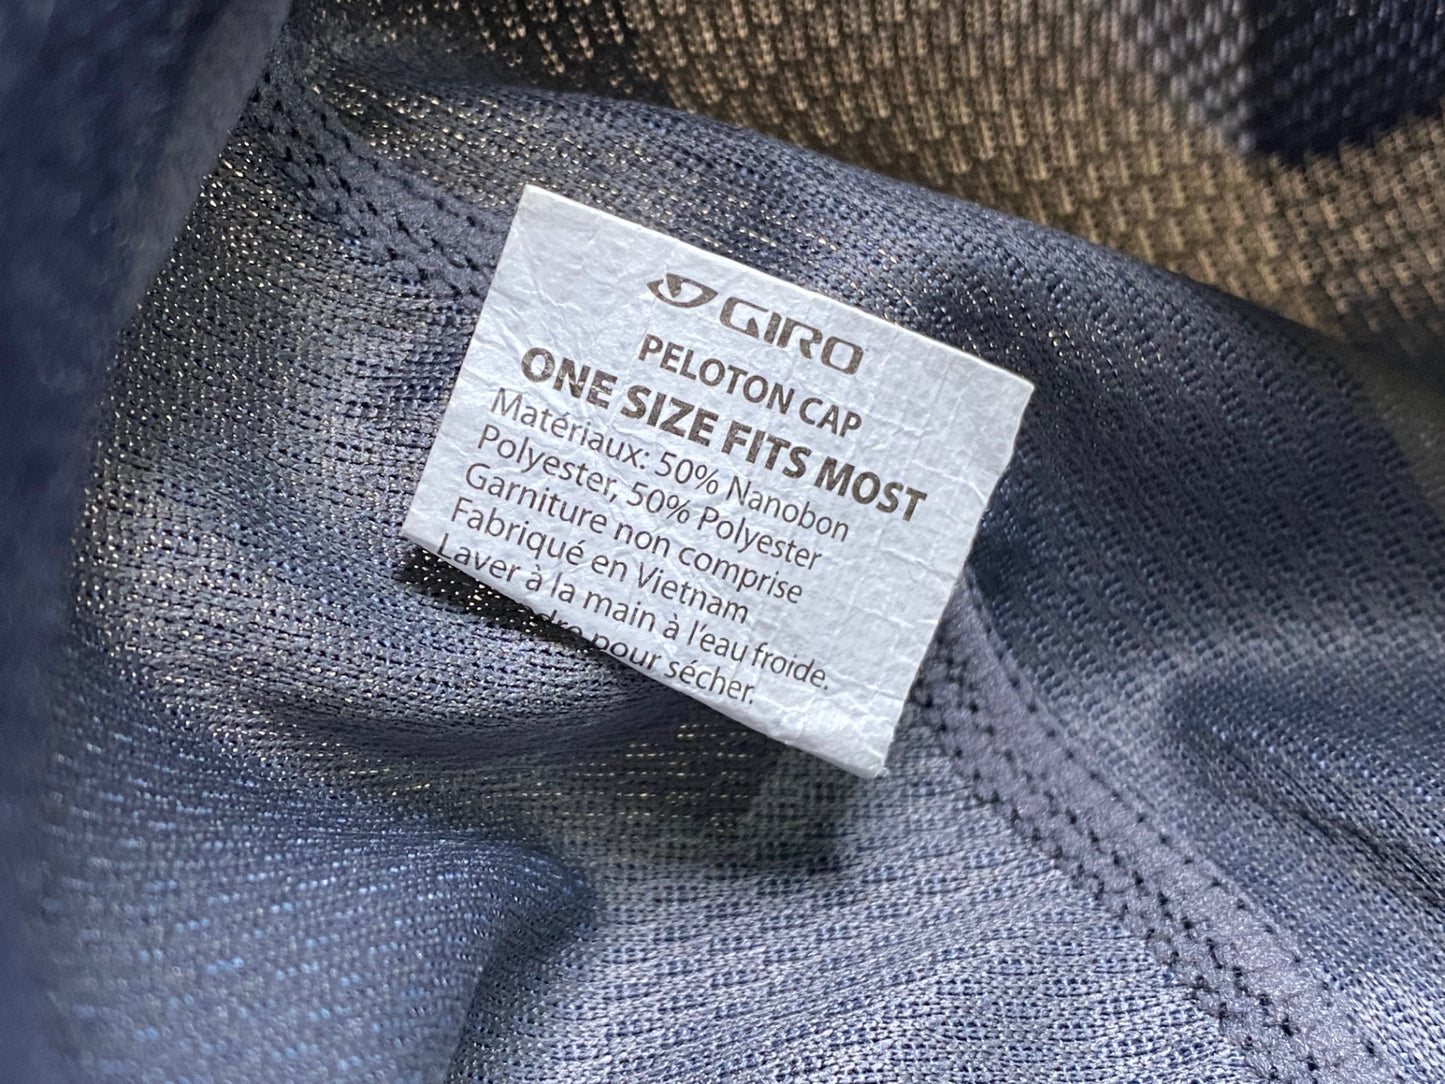 GIRO
PELOTON CAP
ONE SIZE FITS MOST
Matériaux: 50% Nanobon
Polyester, 50% Polyester
Garniture non comprise
Fabriqué en Vietnam
Laver à la main à l'eau froide.
pour sécher.